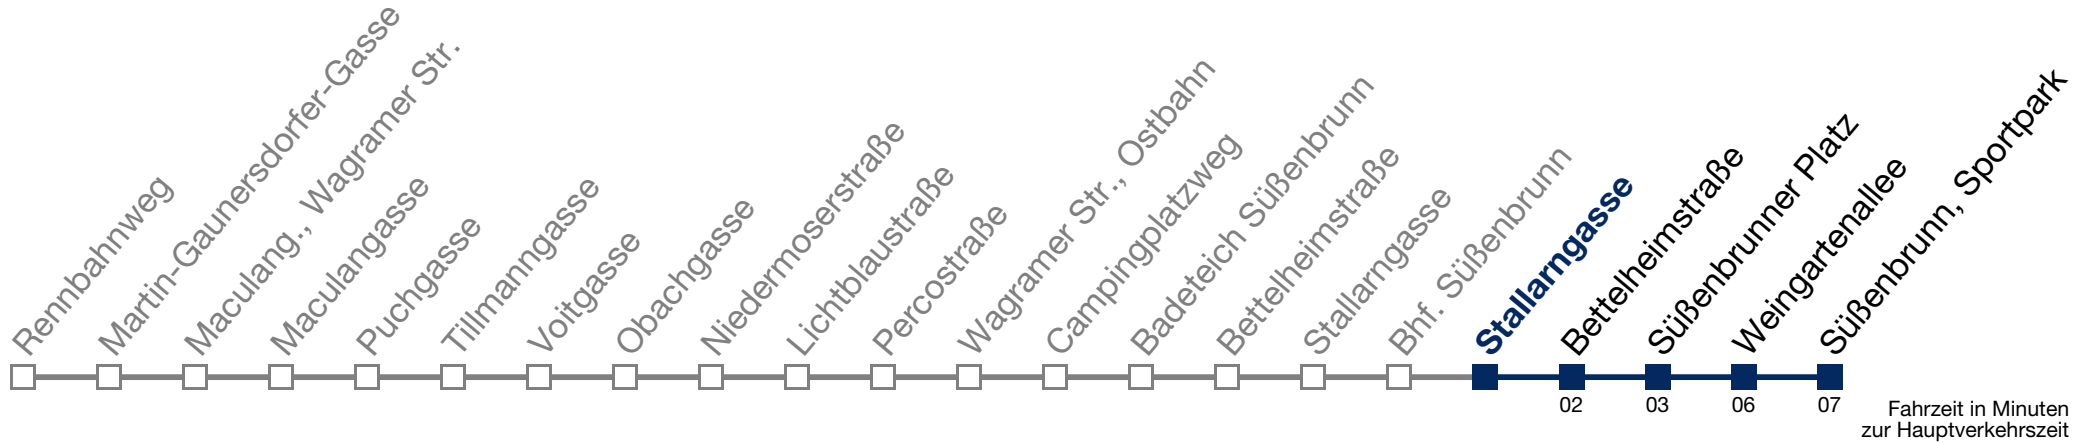 Rennbahnweg
Martin-Gaunersdorfer-Gasse
Maculang., Wagramer Str.
Maculangasse
Puchgasse
Tillmanngasse
Voitgasse
Obachgasse
Niedermoserstraße
Lichtblaustraße
Percostraße
Wagramer Str., Ostbahn
Campingplatzweg
Badeteich Süßenbrunn
Bettelheimstraße
Stallarngasse
Bhf. Süßenbrunn
Stallarngasse
Bettelheimstraße
Süßenbrunner Platz
Weingartenallee
Süßenbrunn, Sportpark
02 03 06 07
Fahrzeit in Minuten
zur Hauptverkehrszeit